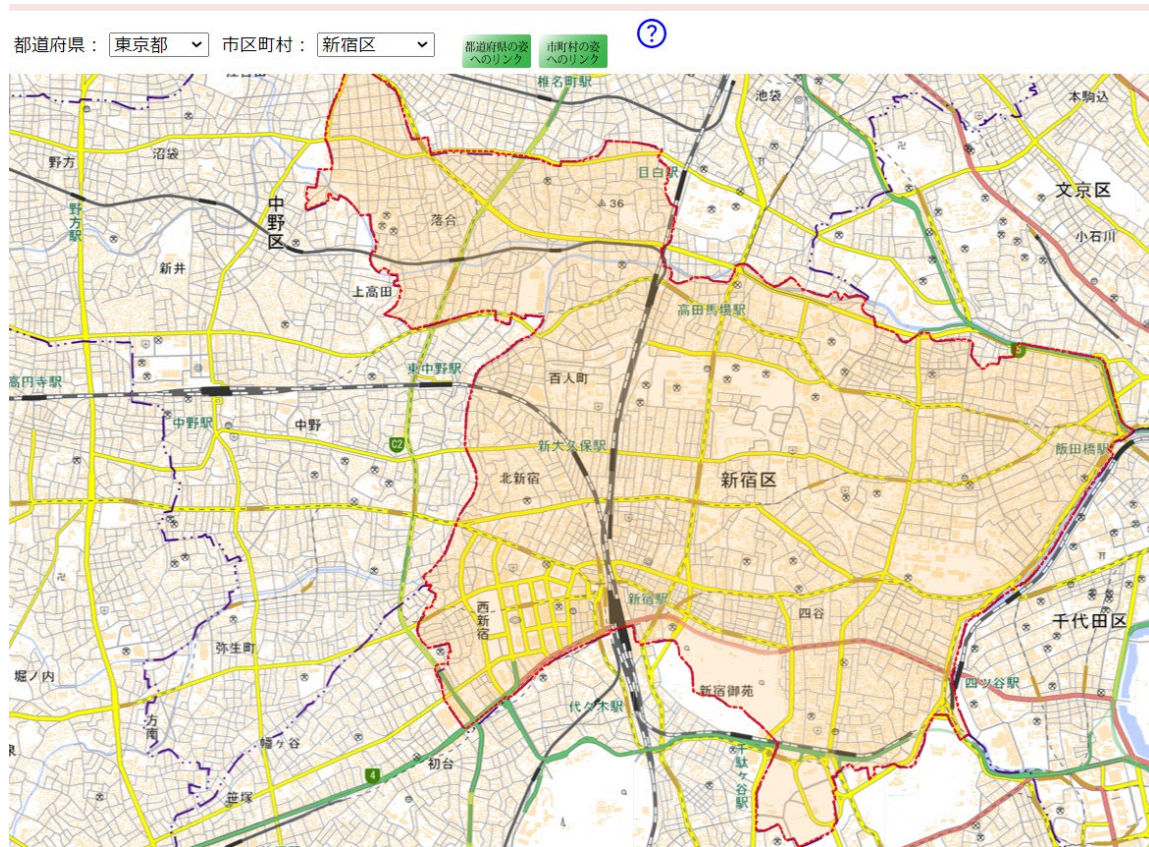 都道府県： 東京都 市区町村： 新宿区
都道府県の姿
へのリンク
市町村の姿
へのリンク
?
椎名町駅
池袋
本駒込
沼袋
野方
目白駅
文京区
中野区
野方駅
36
落合
小石川
新井
上高田
高田馬場駅
5
東中野駅
高円寺駅
百人町
中野駅
中野
C2
新大久保駅
飯田橋駅
北新宿
新宿区
新宿駅
西新宿
四谷
千代田区
弥生町
堀ノ内
四ツ谷駅
新宿御苑
代々木駅
方南
幡ヶ谷
千駄ヶ谷駅
初台
4
笹塚